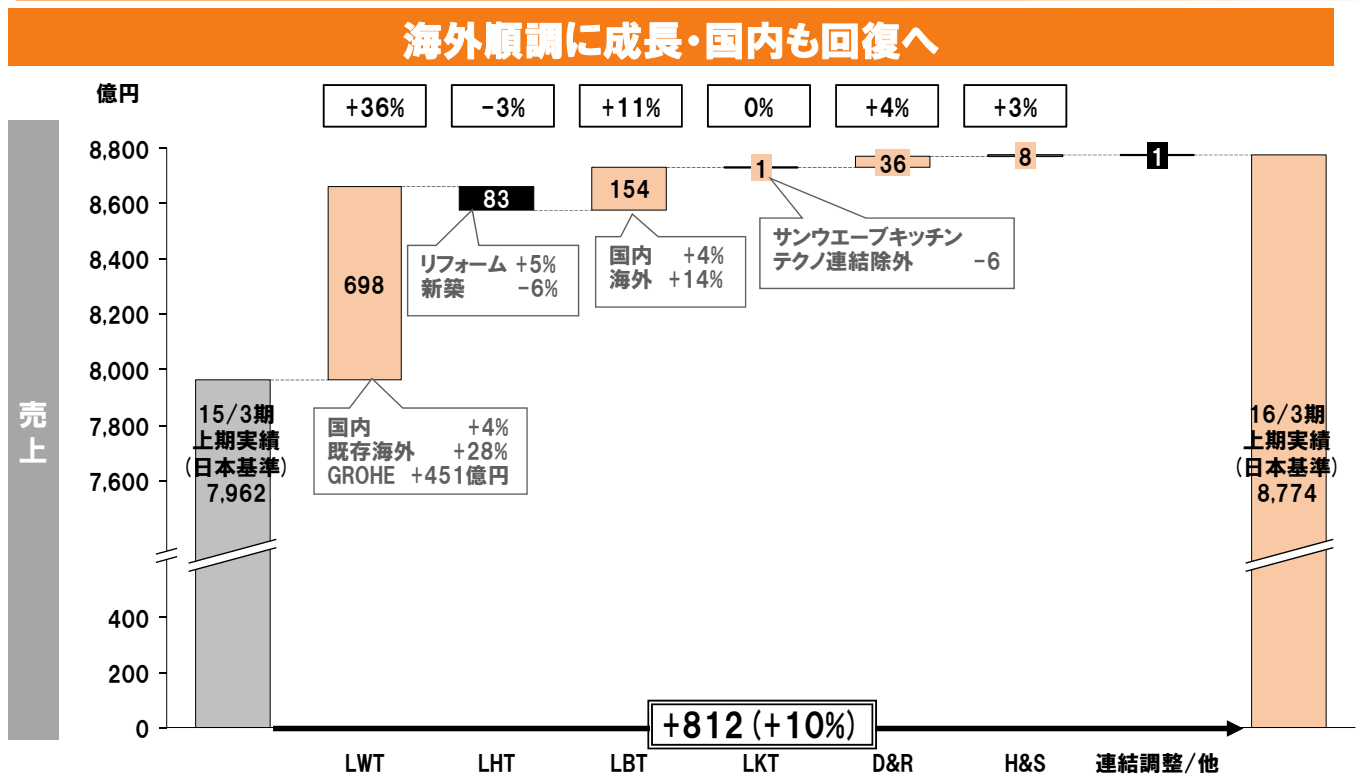 海外順調に成長・国内も回復へ
億円
+36%
-3%
+11%
0%
+4%
+3%
売上
8,800
8,600
8,400
8,200
8,000
7,800
7,600
400
200
0
15/3期
上期実績
(日本基準)
7,962
698
国内 +4%
既存海外 +28%
GROHE +451億円
83
リフォーム +5%
新築 -6%
154
国内 +4%
海外 +14%
1
サンウエーブキッチン
テクノ連結除外 -6
36
8
1
16/3期
上期実績
(日本基準)
8,774
+812(+10%)
LWT
LHT
LBT
LKT
D&R
H&S
連結調整/他